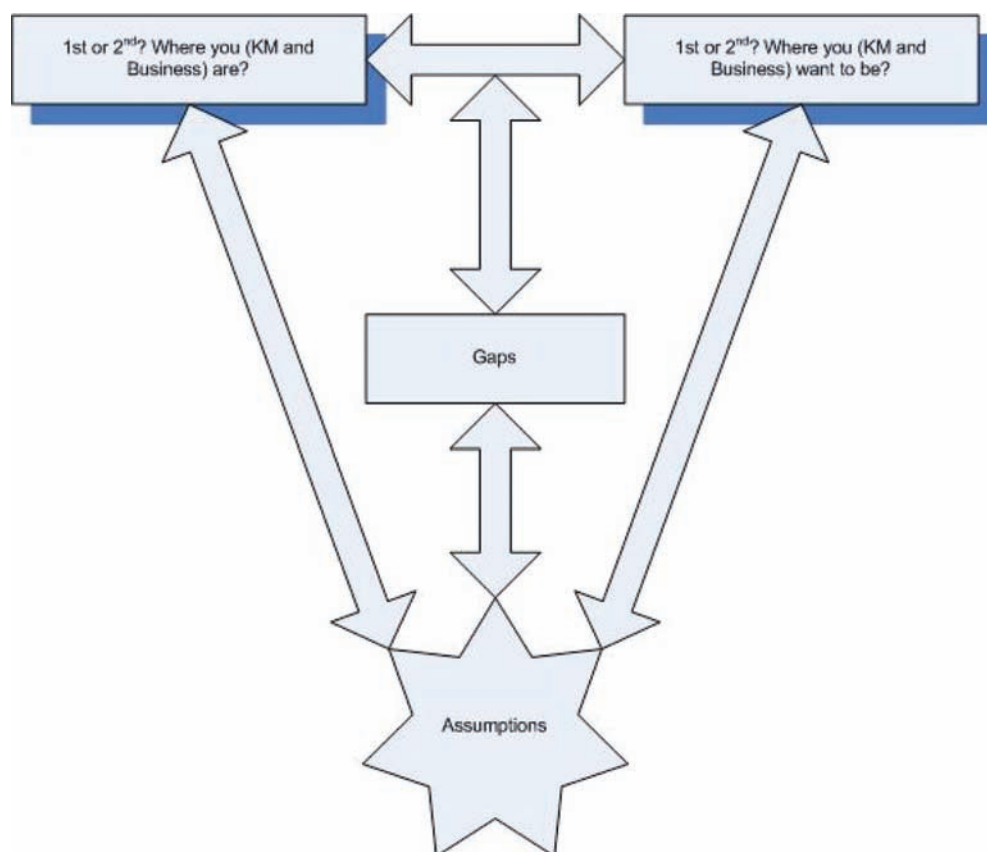 1st or 2nd? Where you (KM and
Business) are?
1st or 2nd? Where you (KM and
Business) want to be?
Gaps
Assumptions